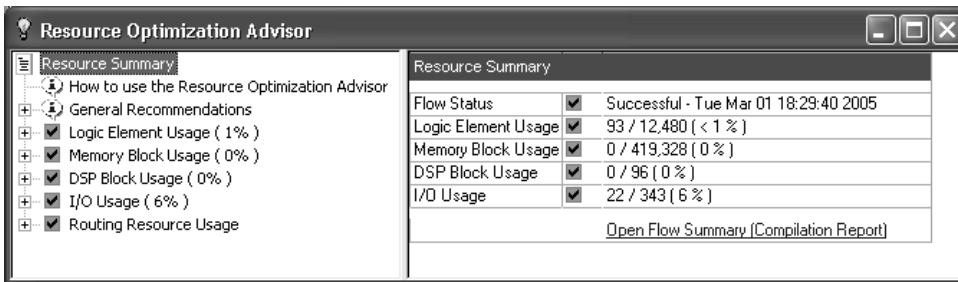 Resource Optimization Advisor
Resource Summary
How to use the Resource Optimization Advisor
General Recommendations
Logic Element Usage ( 1% )
Memory Block Usage ( 0% )
DSP Block Usage ( 0% )
I/O Usage ( 6% )
Routing Resource Usage
Resource Summary
Flow Status Successful - Tue Mar 01 18:29:40 2005
Logic Element Usage 93 / 12,480 ( < 1 % )
Memory Block Usage 0 / 419,328 ( 0 % )
DSP Block Usage 0 / 96 ( 0 % )
I/O Usage 22 / 343 ( 6 % )
Open Flow Summary (Compilation Report)